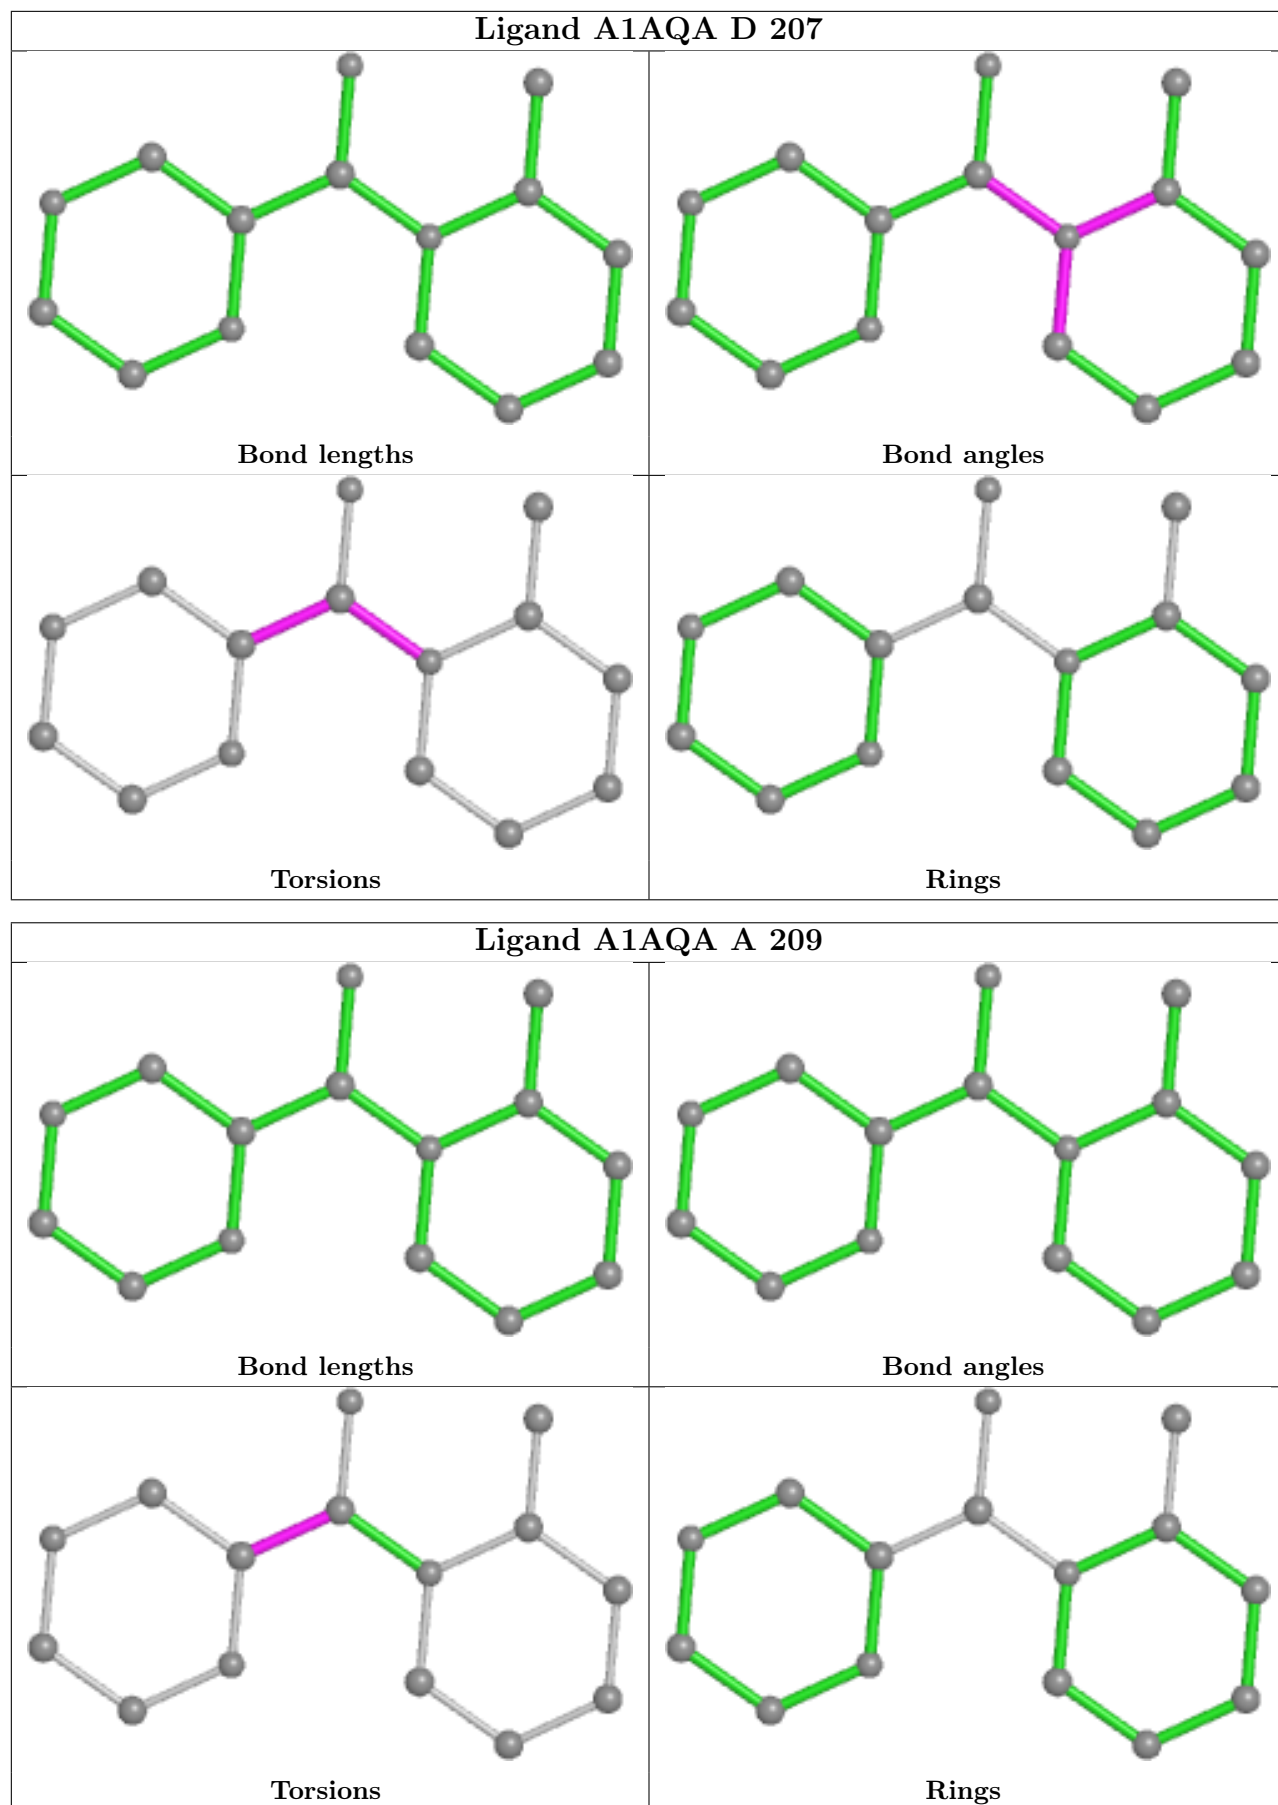 Ligand A1AQA D 207
Bond lengths
Bond angles
Torsions
Rings
Ligand A1AQA A 209
Bond lengths
Bond angles
Torsions
Rings